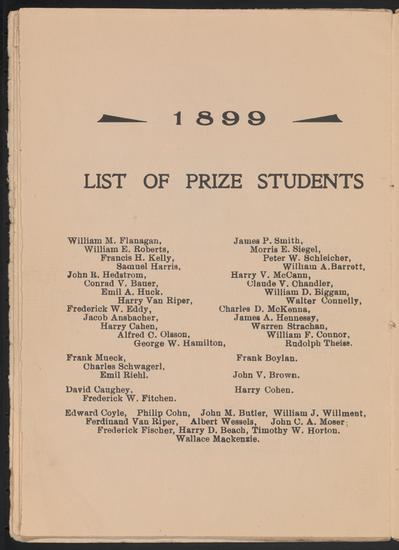 1899
LIST OF PRIZE STUDENTS
William M. Flanagan,
William E. Roberts,
Francis H. Kelly,
Samuel Harris,
John R. Hedstrom,
Conrad V. Bauer,
Emil A. Huck,
Harry Van Riper,
Frederick W. Eddy,
Jacob Ansbacher,
Harry Cahen,
Alfred C. Olsson,
George W. Hamilton,
James P. Smith,
Morris E. Siegel,
Peter W. Schleicher,
William A. Barrett,
Harry V. McCann,
Claude V. Chandler,
William D. Biggam,
Walter Connelly,
Charles D. McKenna,
James A. Hennessy,
Warren Strachan,
William F. Connor,
Rudolph Theise.
Frank Mueck,
Charles Schwagerl,
Emil Riehl.
Frank Boylan.
John V. Brown.
David Caughey,
Frederick W. Fitchen.
Harry Cohen.
Edward Coyle, Philip Cohn, John M. Butler, William J. Willment,
Ferdinand Van Riper, Albert Wessels, John C. A. Moser,
Frederick Fischer, Harry D. Beach, Timothy W. Horton.
Wallace Mackenzie.